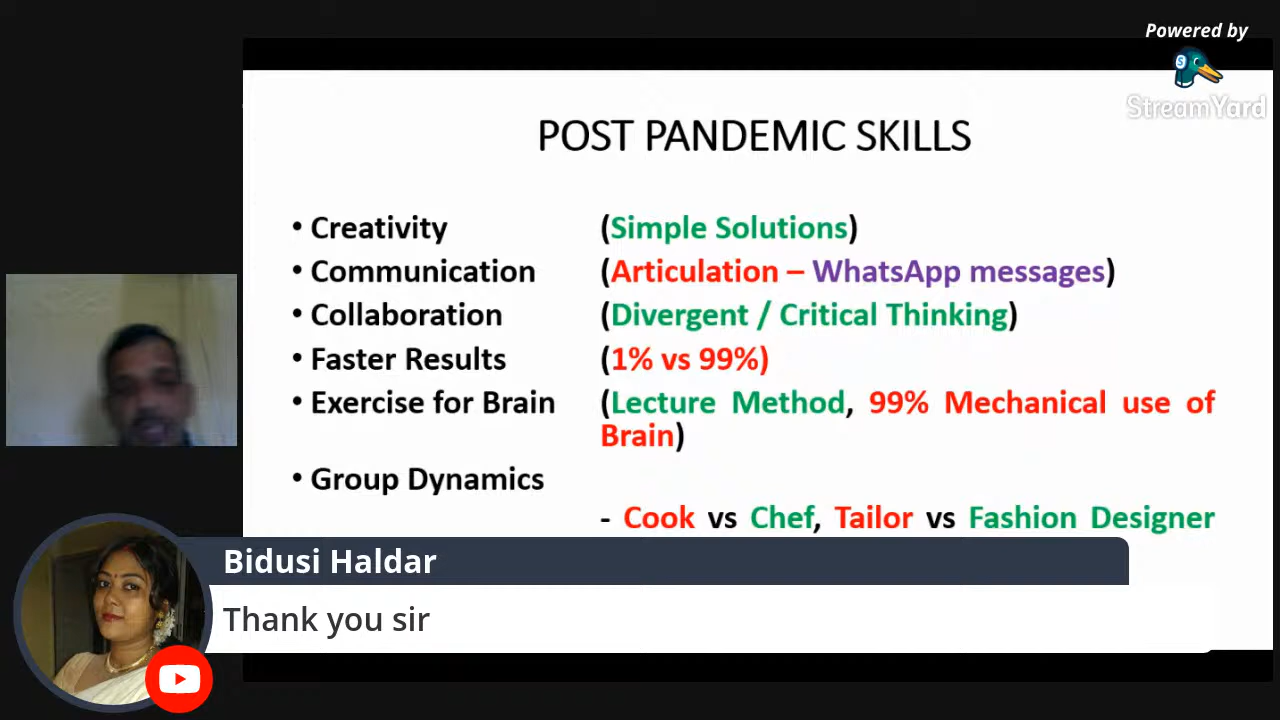 Powered by
StreamYard
POST PANDEMIC SKILLS
• Creativity (Simple Solutions)
• Communication (Articulation – WhatsApp messages)
• Collaboration (Divergent / Critical Thinking)
• Faster Results (1% vs 99%)
• Exercise for Brain (Lecture Method, 99% Mechanical use of
Brain)
• Group Dynamics
- Cook vs Chef, Tailor vs Fashion Designer
Bidusi Haldar
Thank you sir